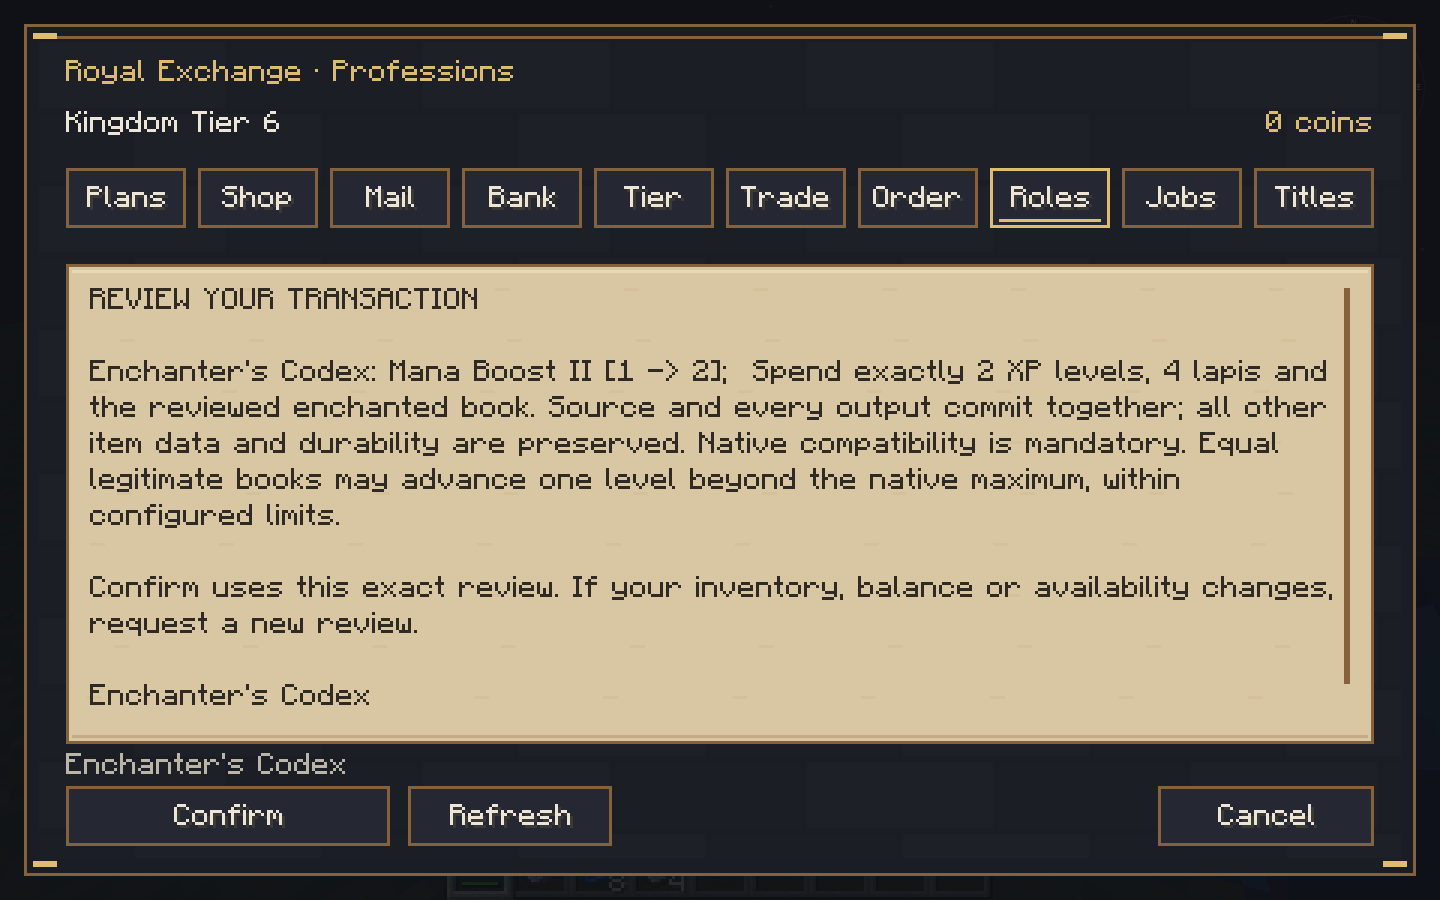 Royal Exchange · Professions
Kingdom Tier 6
0 coins
Plans
Shop
Mail
Bank
Tier
Trade
Order
Roles
Jobs
Titles
REVIEW YOUR TRANSACTION
Enchanter's Codex: Mana Boost II [1 -> 2];  Spend exactly 2 XP levels, 4 lapis and
the reviewed enchanted book. Source and every output commit together; all other
item data and durability are preserved. Native compatibility is mandatory. Equal
legitimate books may advance one level beyond the native maximum, within
configured limits.
Confirm uses this exact review. If your inventory, balance or availability changes,
request a new review.
Enchanter's Codex
Enchanter's Codex
Confirm
Refresh
Cancel
8
4